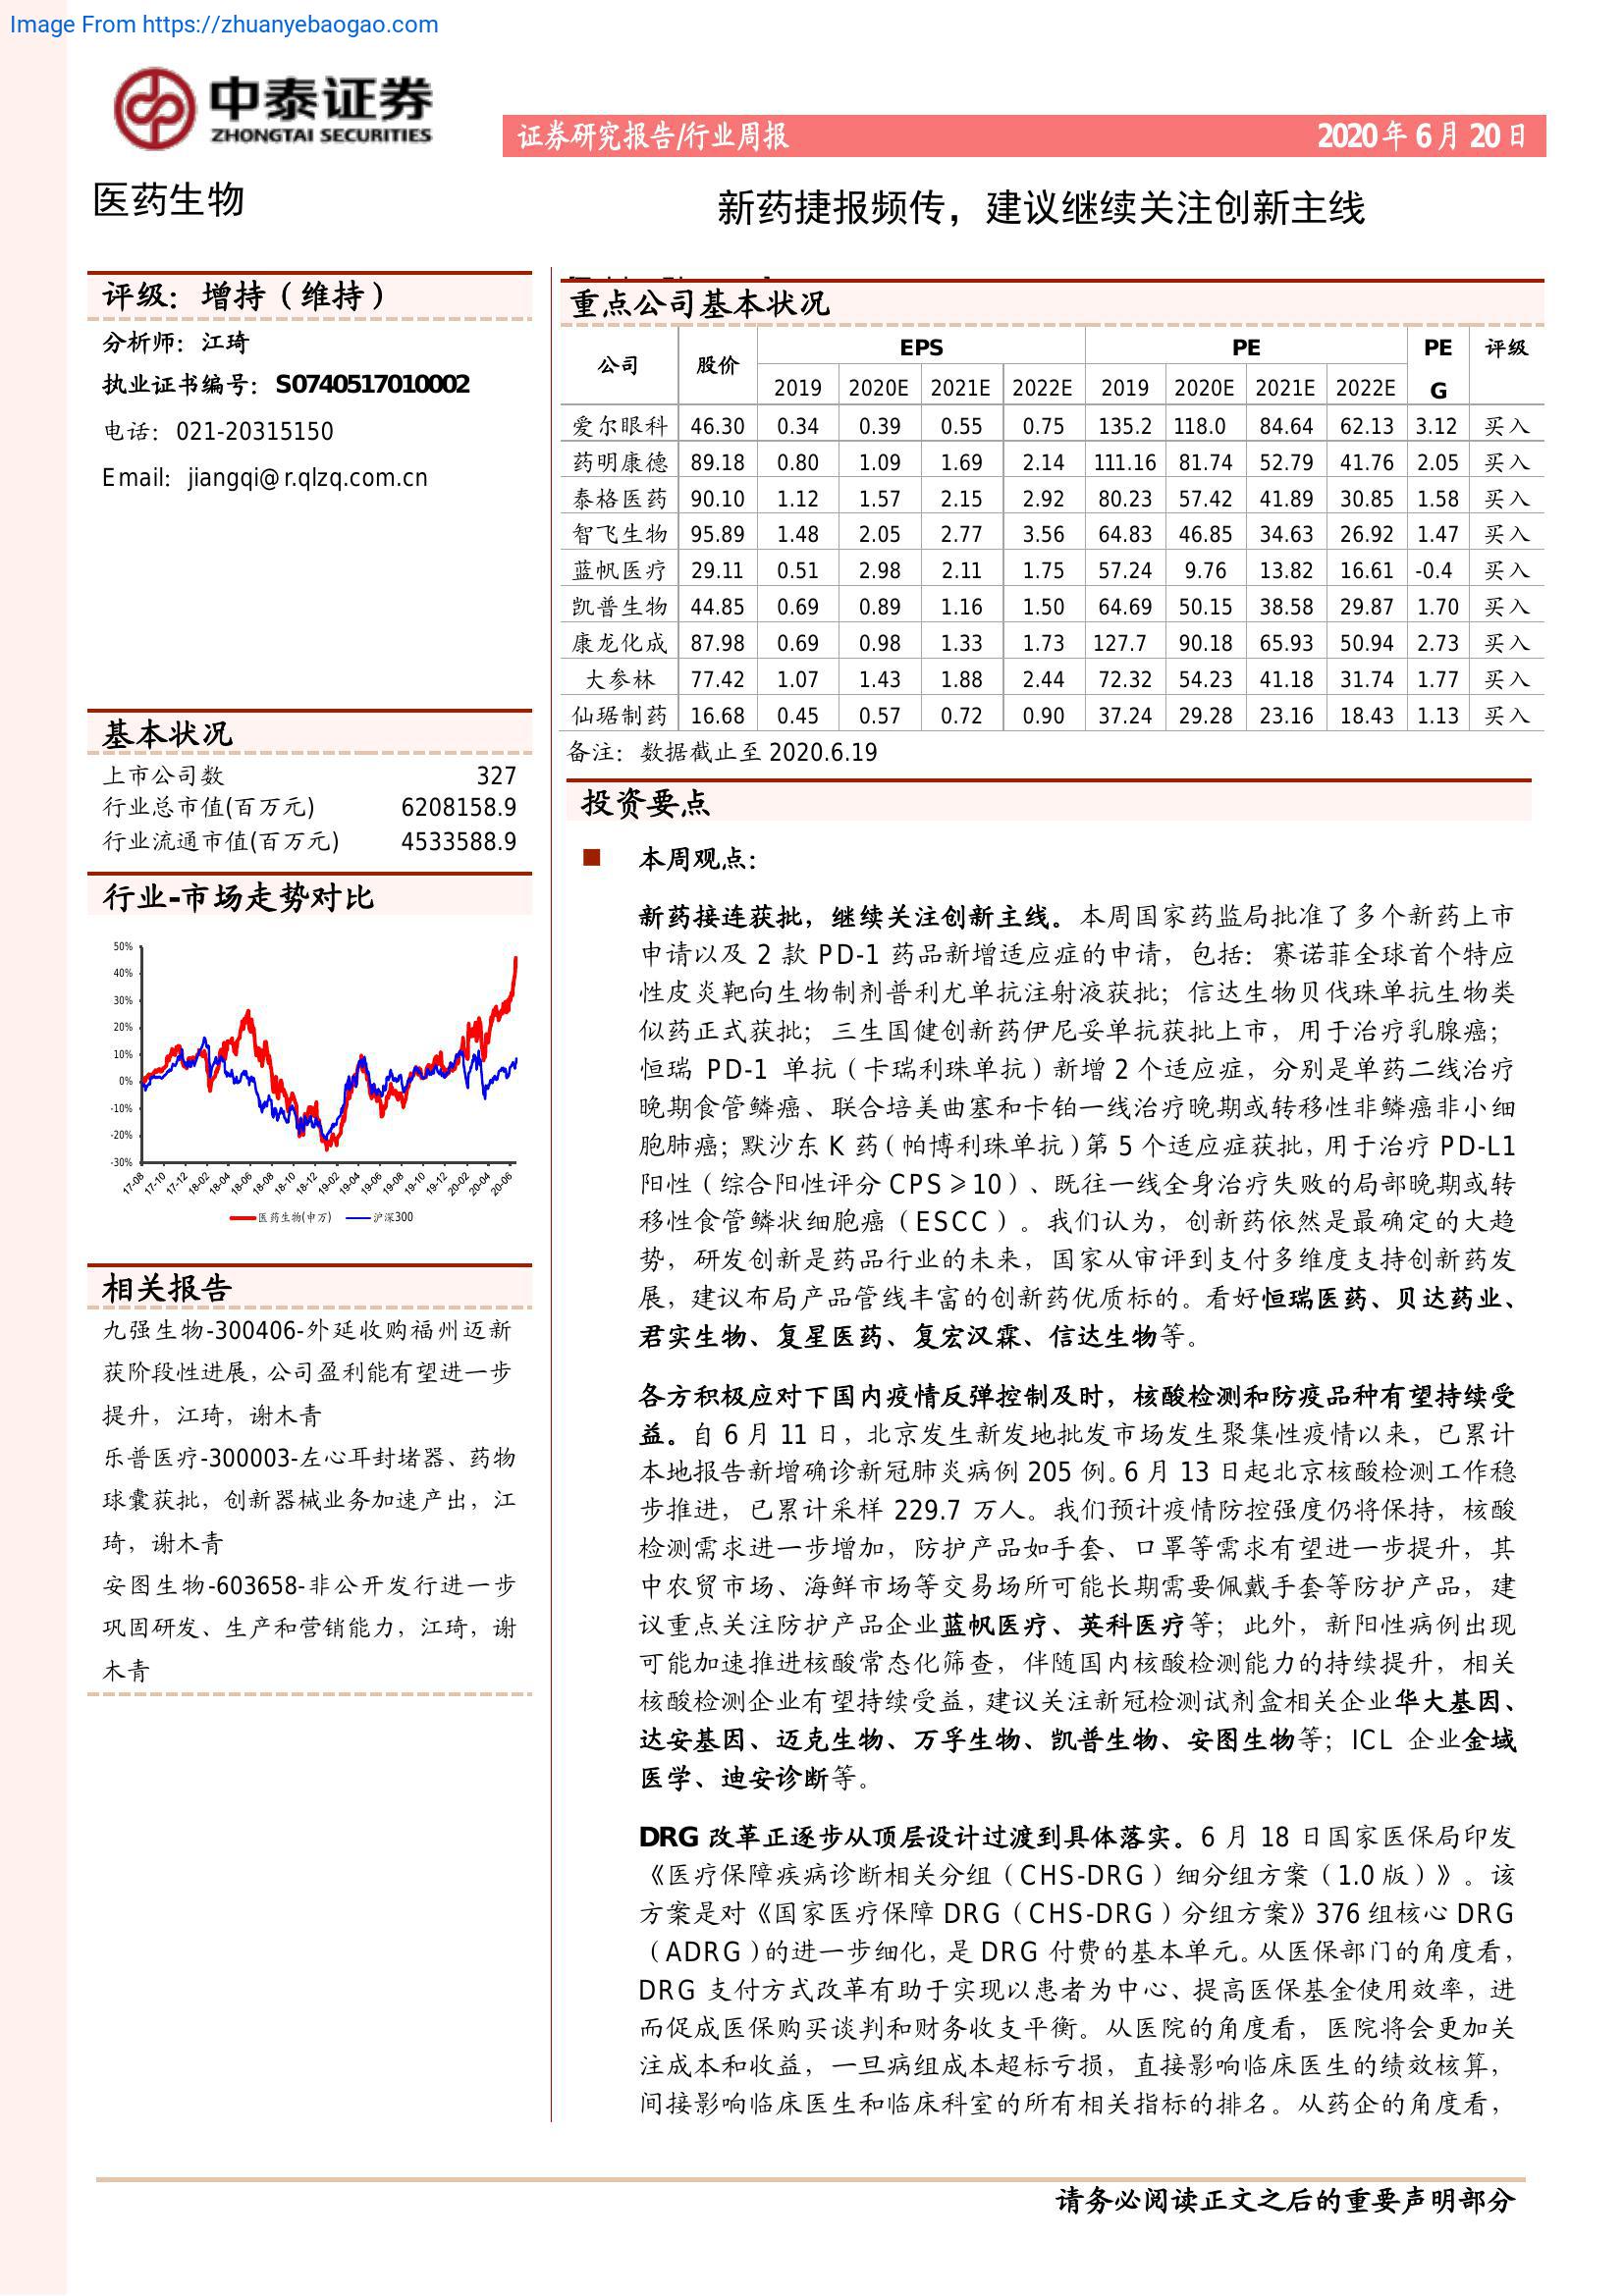 Image From https://zhuanyebaogao.com
中泰证券
ZHONGTAI SECURITIES
证券研究报告/行业周报 2020 年 6 月 20 日
医药生物
新药捷报频传，建议继续关注创新主线
评级：增持（维持）
分析师：江琦
执业证书编号：S0740517010002
电话：021-20315150
Email：jiangqi@r.qlzq.com.cn
基本状况
上市公司数 327
行业总市值(百万元) 6208158.9
行业流通市值(百万元) 4533588.9
行业-市场走势对比
50%
40%
30%
20%
10%
0%
-10%
-20%
-30%
17-08 17-10 17-12 18-02 18-04 18-06 18-08 18-10 18-12 19-02 19-04 19-06 19-08 19-10 19-12 20-02 20-04 20-06
医药生物(申万) 沪深300
相关报告
九强生物-300406-外延收购福州迈新
获阶段性进展，公司盈利能有望进一步
提升，江琦，谢木青
乐普医疗-300003-左心耳封堵器、药物
球囊获批，创新器械业务加速产出，江
琦，谢木青
安图生物-603658-非公开发行进一步
巩固研发、生产和营销能力，江琦，谢
木青
重点公司基本状况
公司 股价 EPS PE PE 评级
2019 2020E 2021E 2022E 2019 2020E 2021E 2022E G
爱尔眼科 46.30 0.34 0.39 0.55 0.75 135.2 118.0 84.64 62.13 3.12 买入
药明康德 89.18 0.80 1.09 1.69 2.14 111.16 81.74 52.79 41.76 2.05 买入
泰格医药 90.10 1.12 1.57 2.15 2.92 80.23 57.42 41.89 30.85 1.58 买入
智飞生物 95.89 1.48 2.05 2.77 3.56 64.83 46.85 34.63 26.92 1.47 买入
蓝帆医疗 29.11 0.51 2.98 2.11 1.75 57.24 9.76 13.82 16.61 -0.4 买入
凯普生物 44.85 0.69 0.89 1.16 1.50 64.69 50.15 38.58 29.87 1.70 买入
康龙化成 87.98 0.69 0.98 1.33 1.73 127.7 90.18 65.93 50.94 2.73 买入
大参林 77.42 1.07 1.43 1.88 2.44 72.32 54.23 41.18 31.74 1.77 买入
仙琚制药 16.68 0.45 0.57 0.72 0.90 37.24 29.28 23.16 18.43 1.13 买入
备注：数据截止至 2020.6.19
投资要点
■ 本周观点：
新药接连获批，继续关注创新主线。本周国家药监局批准了多个新药上市
申请以及 2 款 PD-1 药品新增适应症的申请，包括：赛诺菲全球首个特应
性皮炎靶向生物制剂普利尤单抗注射液获批；信达生物贝伐珠单抗生物类
似药正式获批；三生国健创新药伊尼妥单抗获批上市，用于治疗乳腺癌；
恒瑞 PD-1 单抗（卡瑞利珠单抗）新增 2 个适应症，分别是单药二线治疗
晚期食管鳞癌、联合培美曲塞和卡铂一线治疗晚期或转移性非鳞癌非小细
胞肺癌；默沙东 K 药（帕博利珠单抗）第 5 个适应症获批，用于治疗 PD-L1
阳性（综合阳性评分 CPS≥10）、既往一线全身治疗失败的局部晚期或转
移性食管鳞状细胞癌（ESCC）。我们认为，创新药依然是最确定的大趋
势，研发创新是药品行业的未来，国家从审评到支付多维度支持创新药发
展，建议布局产品管线丰富的创新药优质标的。看好恒瑞医药、贝达药业、
君实生物、复星医药、复宏汉霖、信达生物等。
各方积极应对下国内疫情反弹控制及时，核酸检测和防疫品种有望持续受
益。自 6 月 11 日，北京发生新发地批发市场发生聚集性疫情以来，已累计
本地报告新增确诊新冠肺炎病例 205 例。6 月 13 日起北京核酸检测工作稳
步推进，已累计采样 229.7 万人。我们预计疫情防控强度仍将保持，核酸
检测需求进一步增加，防护产品如手套、口罩等需求有望进一步提升，其
中农贸市场、海鲜市场等交易场所可能长期需要佩戴手套等防护产品，建
议重点关注防护产品企业蓝帆医疗、英科医疗等；此外，新阳性病例出现
可能加速推进核酸常态化筛查，伴随国内核酸检测能力的持续提升，相关
核酸检测企业有望持续受益，建议关注新冠检测试剂盒相关企业华大基因、
达安基因、迈克生物、万孚生物、凯普生物、安图生物等；ICL 企业金域
医学、迪安诊断等。
DRG 改革正逐步从顶层设计过渡到具体落实。6 月 18 日国家医保局印发
《医疗保障疾病诊断相关分组（CHS-DRG）细分组方案（1.0 版）》。该
方案是对《国家医疗保障 DRG（CHS-DRG）分组方案》376 组核心 DRG
（ADRG）的进一步细化，是 DRG 付费的基本单元。从医保部门的角度看，
DRG 支付方式改革有助于实现以患者为中心、提高医保基金使用效率，进
而促成医保购买谈判和财务收支平衡。从医院的角度看，医院将会更加关
注成本和收益，一旦病组成本超标亏损，直接影响临床医生的绩效核算，
间接影响临床医生和临床科室的所有相关指标的排名。从药企的角度看，
请务必阅读正文之后的重要声明部分